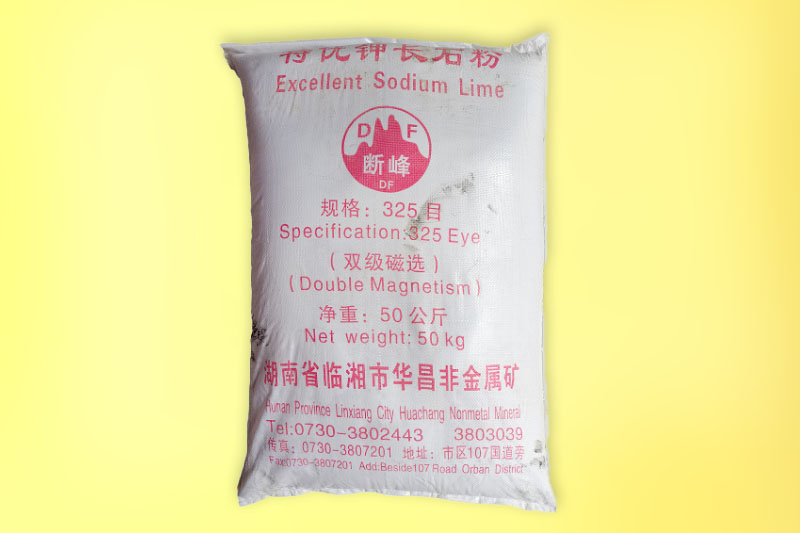 特优钾长石粉
Excellent Sodium Lime
D F
断峰
DF
规格：325目
Specification:325 Eye
（双级磁选）
(Double Magnetism)
净重：50公斤
Net weight: 50 kg
湖南省临湘市华昌非金属矿
Hunan Province Linxiang City Huachang Nonmetal Mineral
Tel:0730-3802443 3803039
传真：0730-3807201 地址：市区107国道旁
Fax:0730-3807201 Add:Beside107 Road Orban District